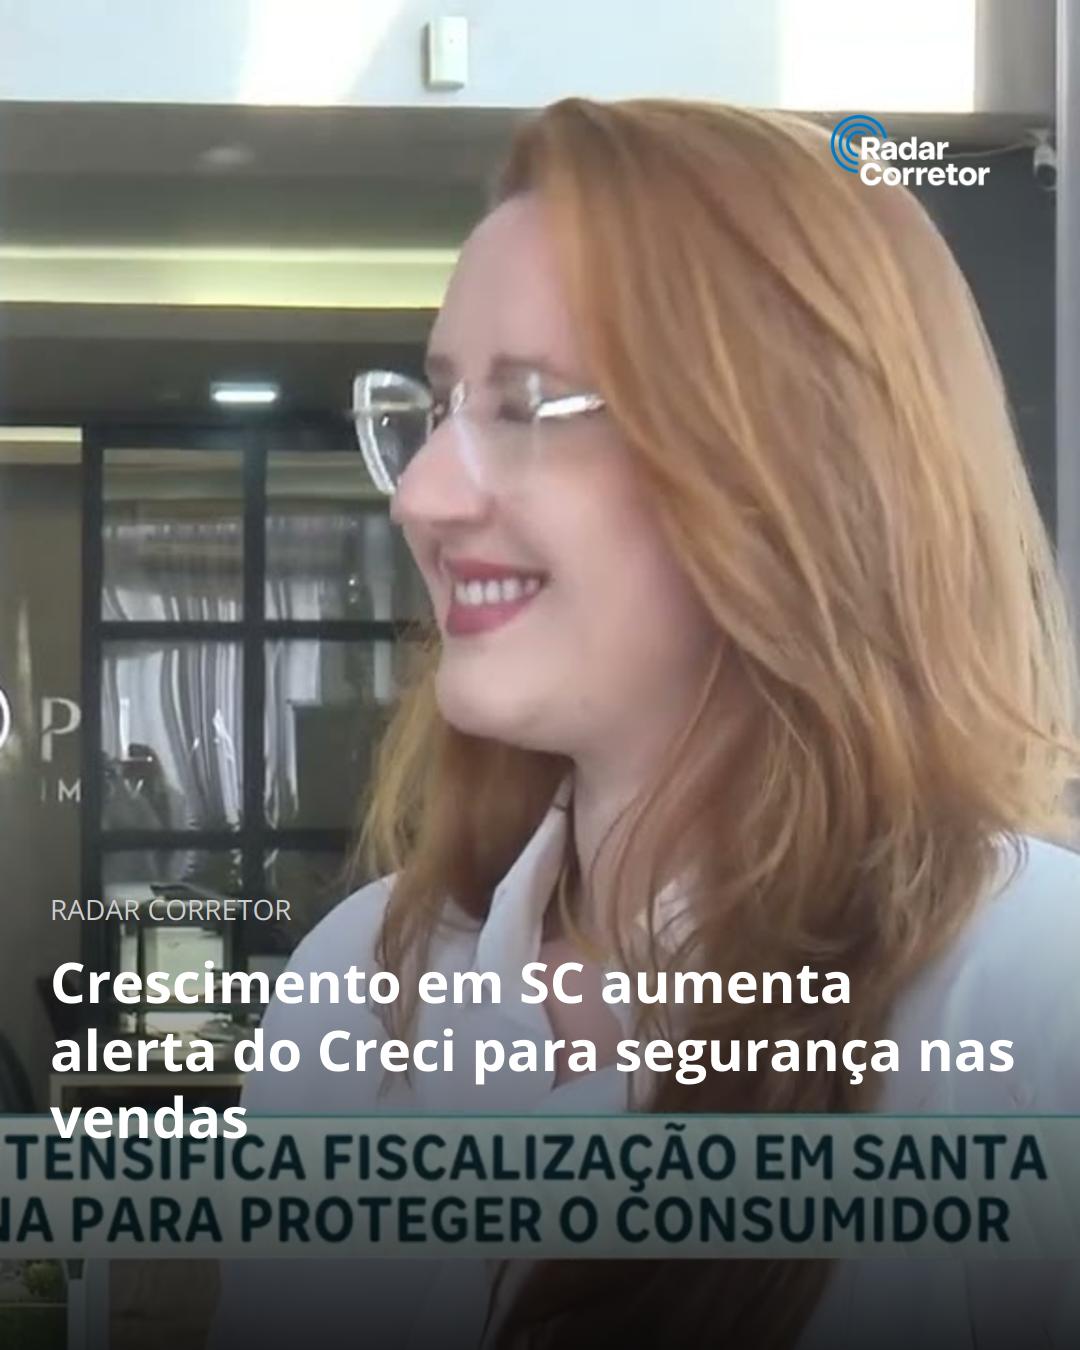 Radar
Corretor
P
IMOV
RADAR CORRETOR
Crescimento em SC aumenta
alerta do Creci para segurança nas
vendas
TENSIFICA FISCALIZAÇÃO EM SANTA
NA PARA PROTEGER O CONSUMIDOR